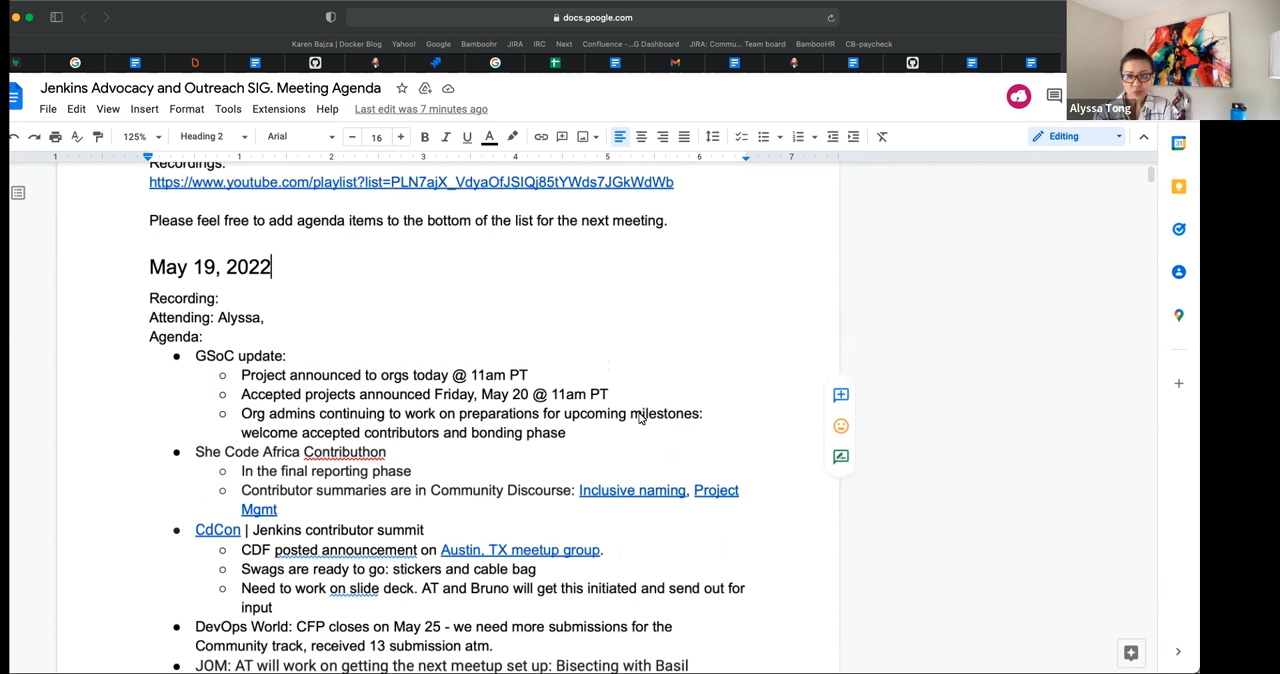 docs.google.com
Karen Bajza | Docker Blog Yahoo! Google Bamboohr JIRA IRC Next Confluence -...G Dashboard JIRA: Commu... Team board BambooHR CB-paycheck
Jenkins Advocacy and Outreach SIG. Meeting Agenda
Alyssa Tong
File Edit View Insert Format Tools Extensions Help Last edit was 7 minutes ago
125% Heading 2 Arial 16 Editing
1 1 2 3 4 5 6 7
Recordings:
https://www.youtube.com/playlist?list=PLN7ajX_VdyaOfJSIQj85tYWds7JGkWdWb
Please feel free to add agenda items to the bottom of the list for the next meeting.
May 19, 2022
Recording:
Attending: Alyssa,
Agenda:
● GSoC update:
○ Project announced to orgs today @ 11am PT
○ Accepted projects announced Friday, May 20 @ 11am PT
○ Org admins continuing to work on preparations for upcoming milestones:
welcome accepted contributors and bonding phase
● She Code Africa Contributhon
○ In the final reporting phase
○ Contributor summaries are in Community Discourse: Inclusive naming, Project
Mgmt
● CdCon | Jenkins contributor summit
○ CDF posted announcement on Austin, TX meetup group.
○ Swags are ready to go: stickers and cable bag
○ Need to work on slide deck. AT and Bruno will get this initiated and send out for
input
● DevOps World: CFP closes on May 25 - we need more submissions for the
Community track, received 13 submission atm.
● JOM: AT will work on getting the next meetup set up: Bisecting with Basil